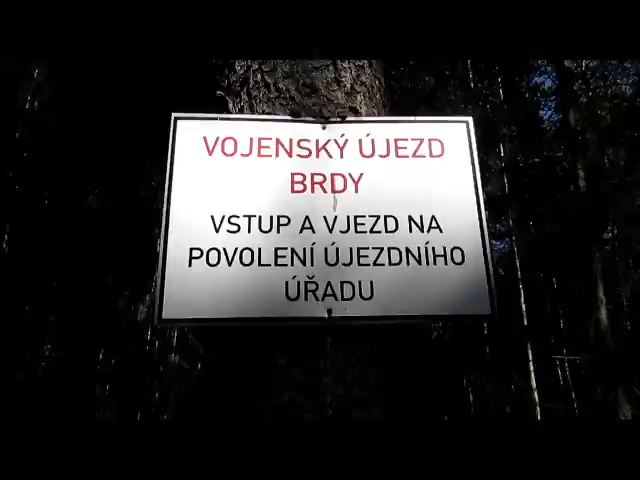 VOJENSKÝ ÚJEZD
BRDY
VSTUP A VJEZD NA
POVOLENÍ ÚJEZDNÍHO
ÚŘADU